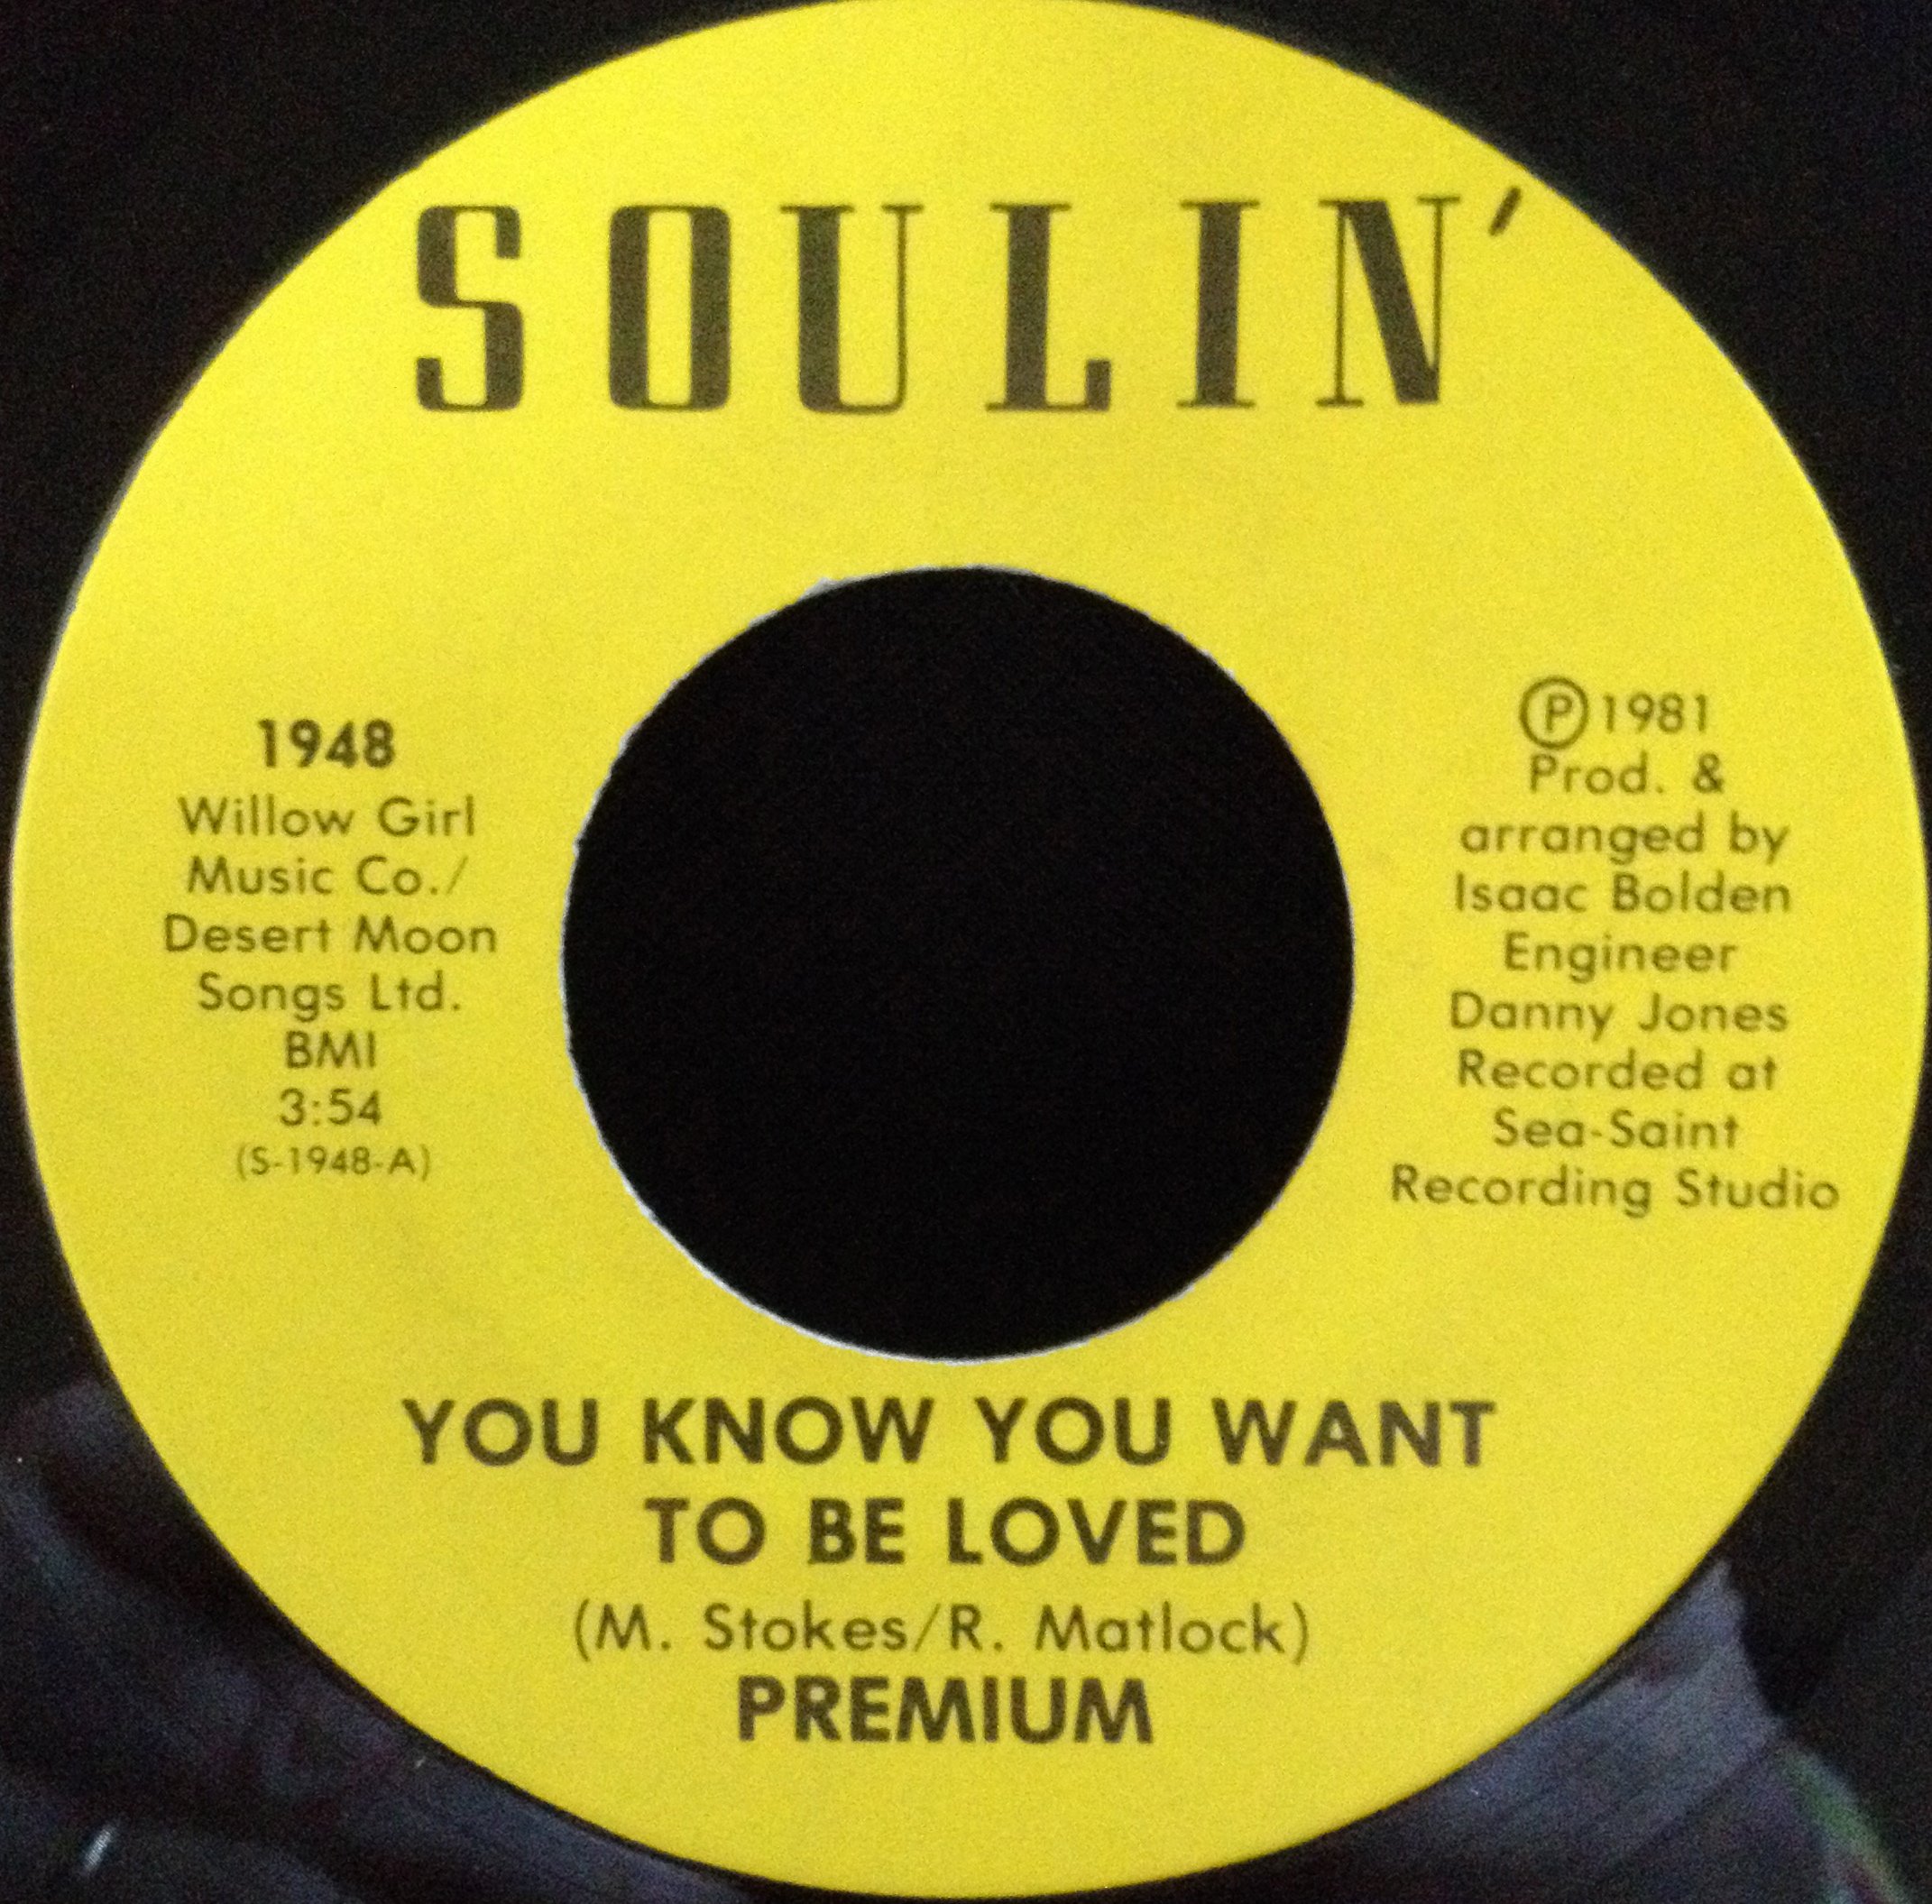 SOULIN'
1948
Willow Girl
Music Co./
Desert Moon
Songs Ltd.
BMI
3:54
(S-1948-A)
Ⓟ1981
Prod. &
arranged by
Isaac Bolden
Engineer
Danny Jones
Recorded at
Sea-Saint
Recording Studio
YOU KNOW YOU WANT
TO BE LOVED
(M. Stokes/R. Matlock)
PREMIUM